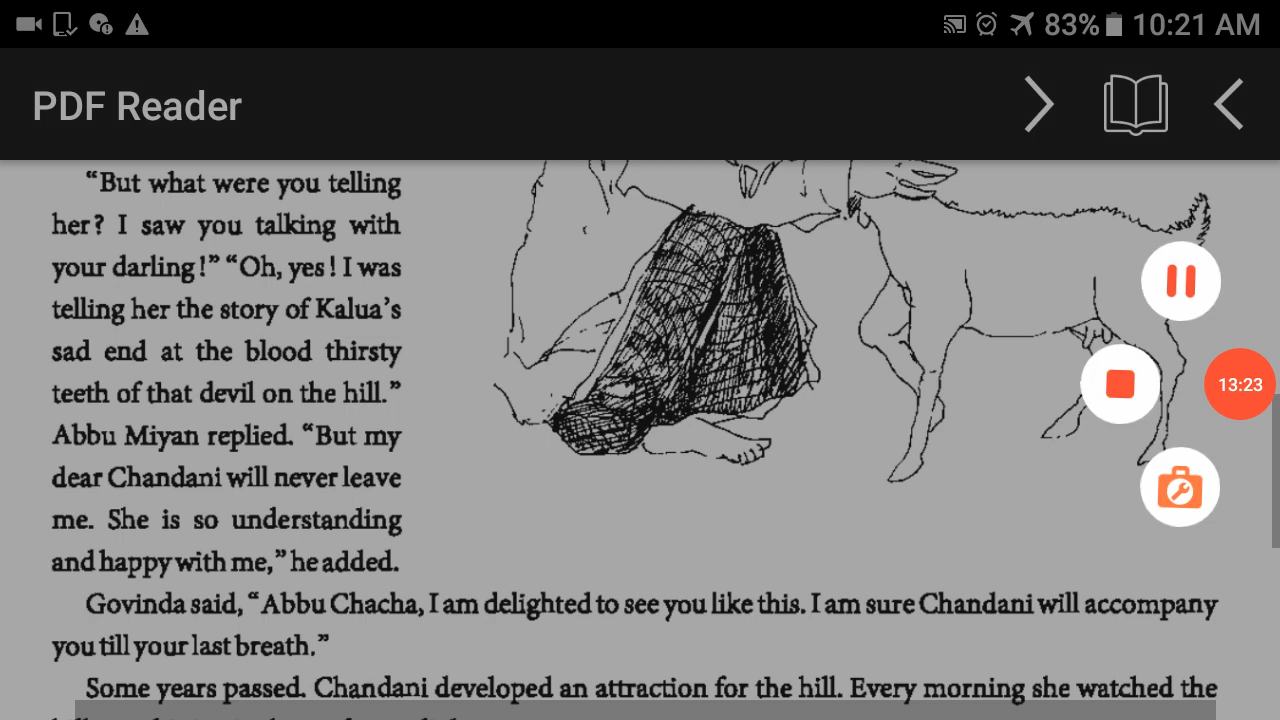 83% 10:21 AM
PDF Reader
“But what were you telling
her? I saw you talking with
your darling!” “Oh, yes! I was
telling her the story of Kalua’s
sad end at the blood thirsty
teeth of that devil on the hill.”
Abbu Miyan replied. “But my
dear Chandani will never leave
me. She is so understanding
and happy with me,” he added.
13:23
Govinda said, “Abbu Chacha, I am delighted to see you like this. I am sure Chandani will accompany
you till your last breath.”
Some years passed. Chandani developed an attraction for the hill. Every morning she watched the